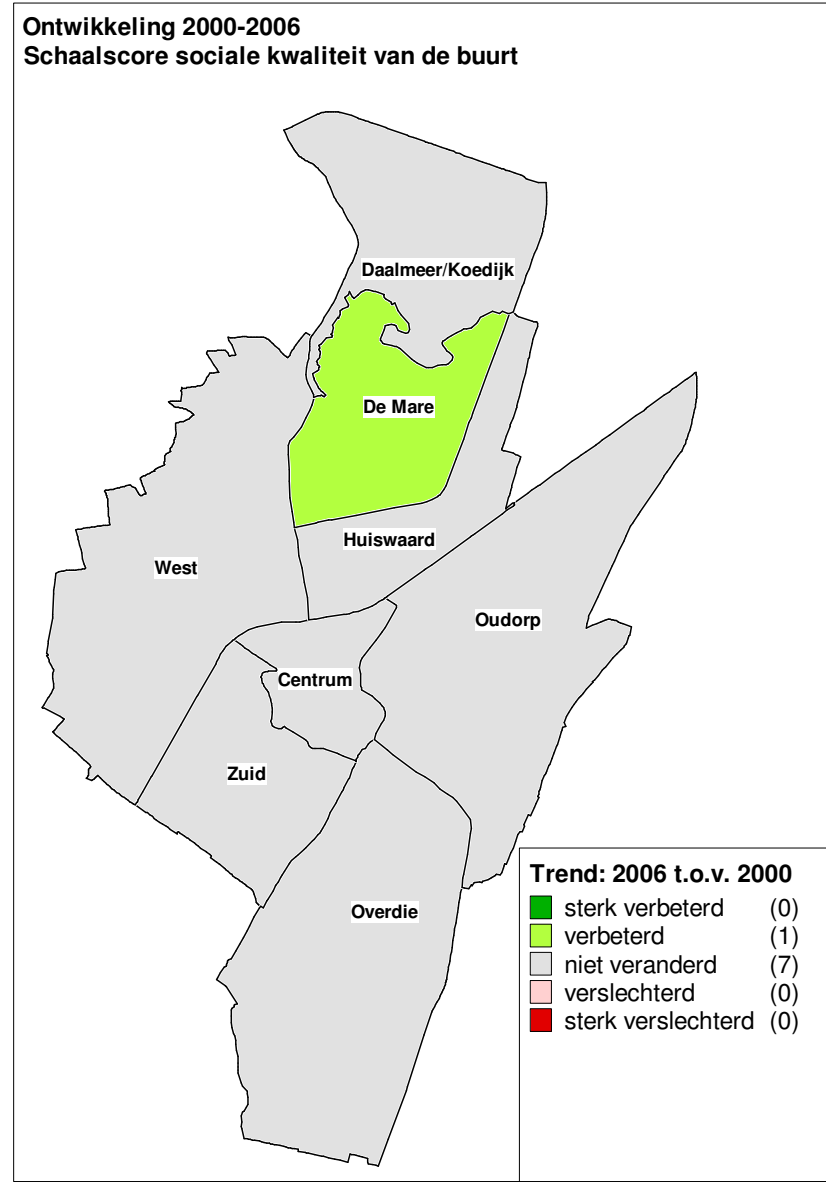 Ontwikkeling 2000-2006
Schaalscore sociale kwaliteit van de buurt
Daalmeer/Koedijk
De Mare
Huiswaard
West
Oudorp
Centrum
Zuid
Overdie
Trend: 2006 t.o.v. 2000
sterk verbeterd (0)
verbeterd (1)
niet veranderd (7)
verslechterd (0)
sterk verslechterd (0)